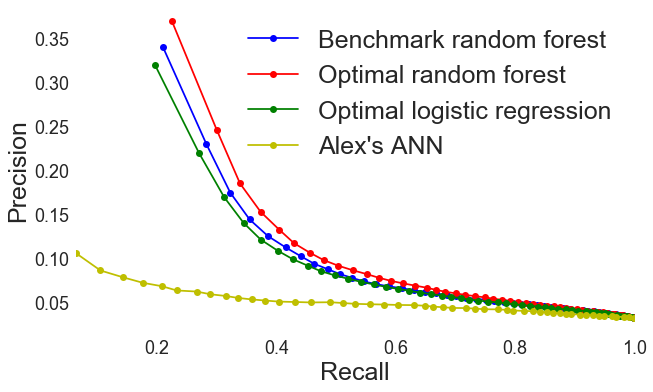 0.35
0.30
0.25
0.20
0.15
0.10
0.05
Precision
Benchmark random forest
Optimal random forest
Optimal logistic regression
Alex's ANN
0.2 0.4 0.6 0.8 1.0
Recall